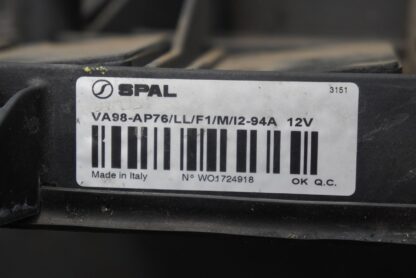 SPAL 3151
VA98-AP76/LL/F1/M/I2-94A 12V
Made in Italy N° WO1724918 OK Q.C.